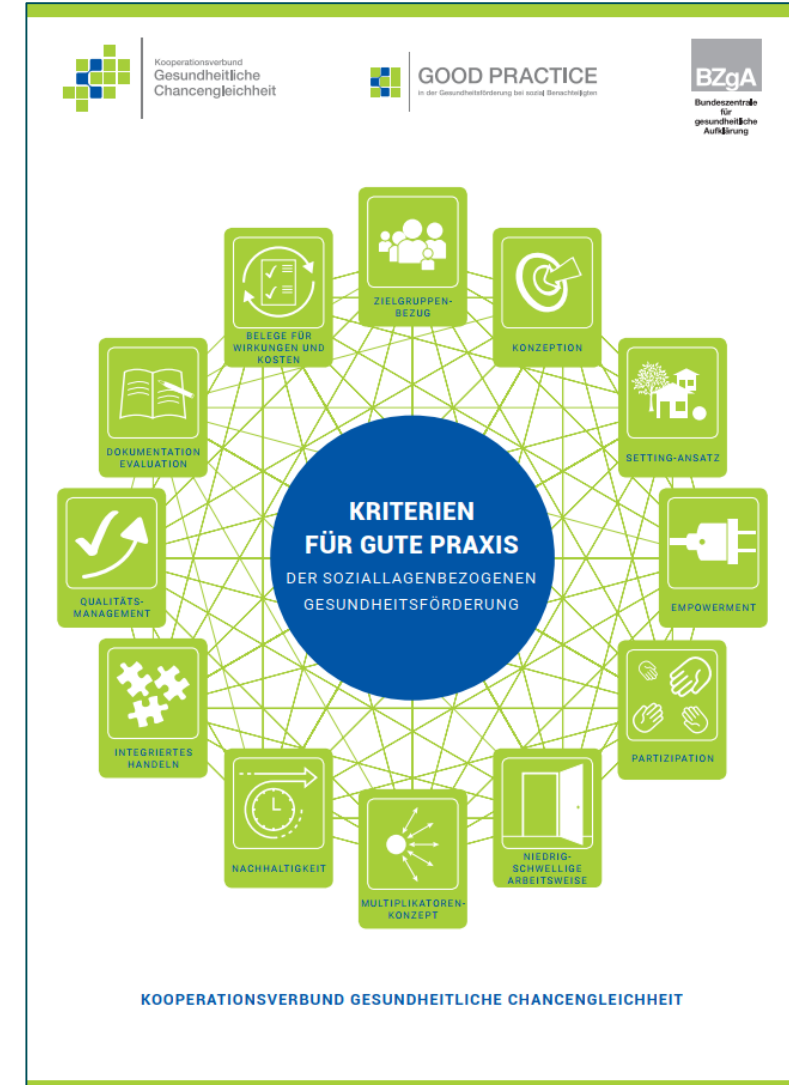 Kooperationsverbund
Gesundheitliche
Chancengleichheit
GOOD PRACTICE
in der Gesundheitsförderung bei sozial Benachteiligten
BZgA
Bundeszentrale
für
gesundheitliche
Aufklärung
ZIELGRUPPEN-
BEZUG
KONZEPTION
SETTING-ANSATZ
EMPOWERMENT
PARTIZIPATION
NIEDRIG-
SCHWELLIGE
ARBEITSWEISE
MULTIPLIKATOREN-
KONZEPT
NACHHALTIGKEIT
INTEGRIERTES
HANDELN
QUALITÄTS-
MANAGEMENT
DOKUMENTATION
EVALUATION
BELEGE FÜR
WIRKUNGEN UND
KOSTEN
KRITERIEN
FÜR GUTE PRAXIS
DER SOZIALLAGENBEZOGENEN
GESUNDHEITSFÖRDERUNG
KOOPERATIONSVERBUND GESUNDHEITLICHE CHANCENGLEICHHEIT